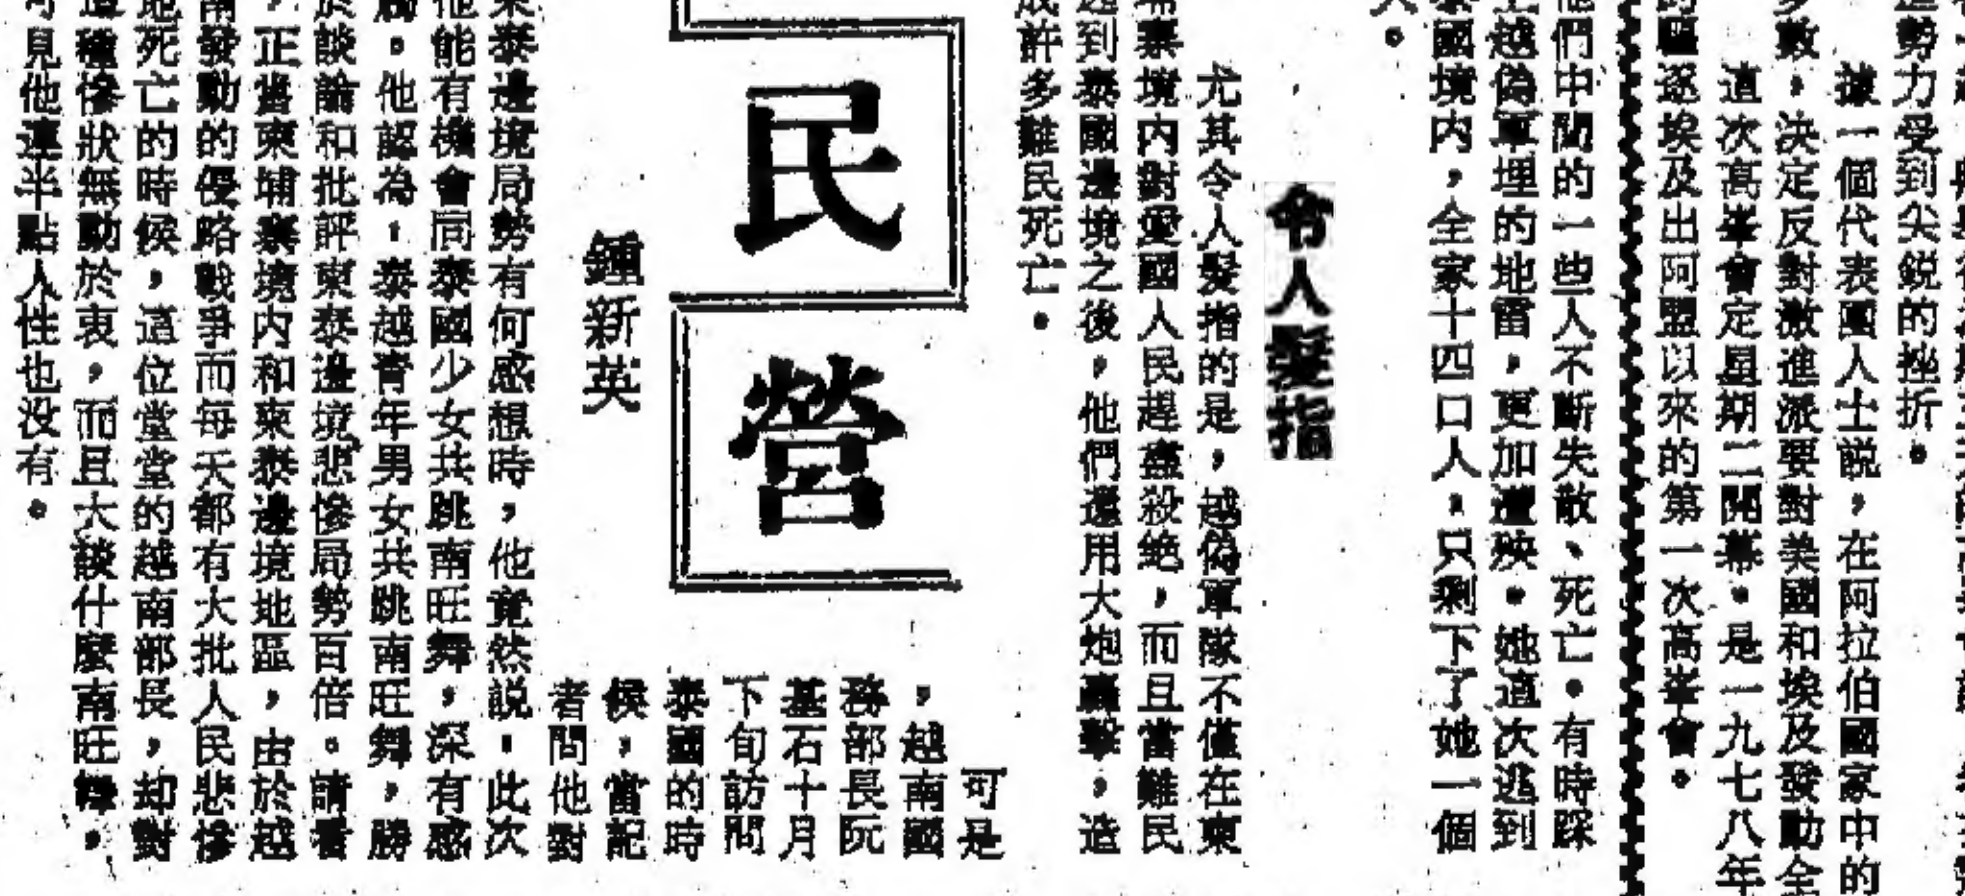 勢力受到尖鋭的挫折。
據一個代表團人士説，在阿拉伯國家中的
多數，決定反對激進派要對美國和埃及發動全
這次高峯會定星期二開幕。是一九七八年
的驅逐埃及出阿盟以來的第一次高峯會。
他們中間的一些人不斷失散、死亡。有時踩
上越偽軍埋的地雷，更加遭殃。她這次逃到
泰國境内，全家十四口人，只剩下了她一個
人。
令人髮指
尤其令人髮指的是，越偽軍隊不僅在柬
埔寨境内對愛國人民趕盡殺絶，而且當難民
逃到泰國邊境之後，他們還用大炮轟擊，造
成許多難民死亡。
民營
鍾新英
可是
，越南國
務部長阮
基石十月
下旬訪問
泰國的時
候，當記
者問他對
柬泰邊境局勢有何感想時，他竟然説：此次
他能有機會同泰國少女共跳南旺舞，深有感
觸。他認為，泰越青年男女共跳南旺舞，勝
於談論和批評柬泰邊境悲慘局勢百倍。請看
，正當柬埔寨境内和柬泰邊境地區，由於越
南發動的侵略戰爭而每天都有大批人民悲慘
地死亡的時候，這位堂堂的越南部長，却對
這種慘狀無動於衷，而且大談什麼南旺舞。
可見他連半點人性也没有。